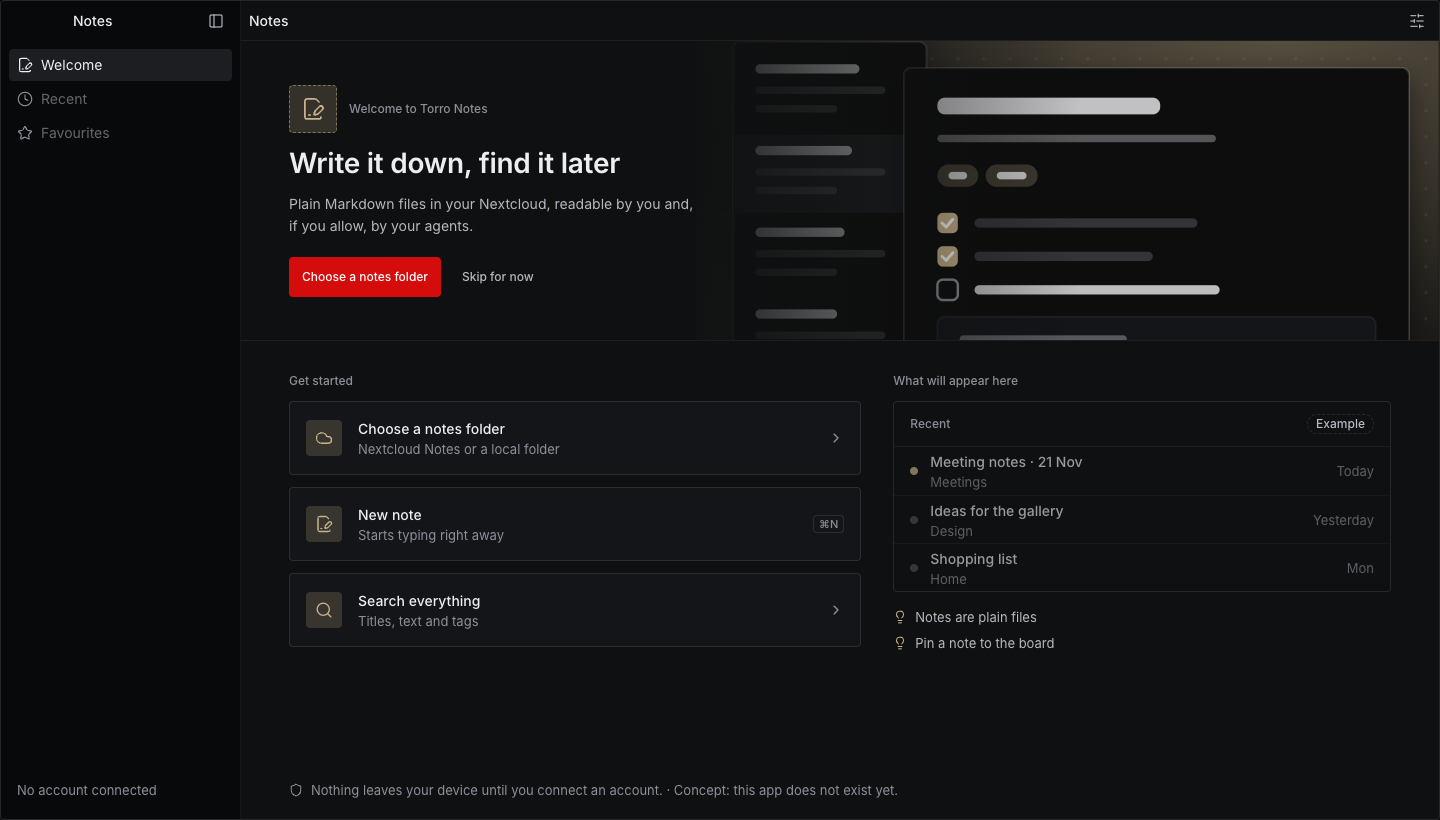 Notes
Notes
Welcome
Recent
Favourites
Welcome to Torro Notes
Write it down, find it later
Plain Markdown files in your Nextcloud, readable by you and,
if you allow, by your agents.
Choose a notes folder
Skip for now
Get started
Choose a notes folder
Nextcloud Notes or a local folder
New note
Starts typing right away
⌘N
Search everything
Titles, text and tags
What will appear here
Recent
Example
Meeting notes · 21 Nov
Meetings
Today
Ideas for the gallery
Design
Yesterday
Shopping list
Home
Mon
Notes are plain files
Pin a note to the board
No account connected
Nothing leaves your device until you connect an account. · Concept: this app does not exist yet.